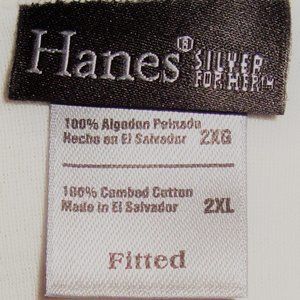 Hanes® SILVER
FOR HER™
100% Algodon Peinado
Hecho en El Salvador 2XG
100% Combed Cotton
Made in El Salvador 2XL
Fitted